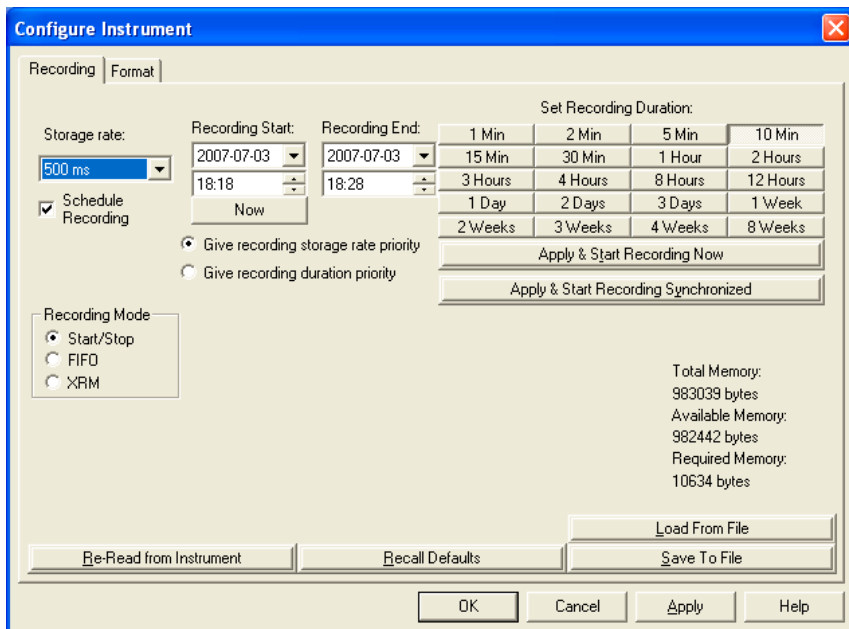 Configure Instrument
Recording
Format
Storage rate:
500 ms
Schedule
Recording
Recording Start:
2007-07-03
18:18
Now
Recording End:
2007-07-03
18:28
Give recording storage rate priority
Give recording duration priority
Set Recording Duration:
1 Min 2 Min 5 Min 10 Min
15 Min 30 Min 1 Hour 2 Hours
3 Hours 4 Hours 8 Hours 12 Hours
1 Day 2 Days 3 Days 1 Week
2 Weeks 3 Weeks 4 Weeks 8 Weeks
Apply & Start Recording Now
Apply & Start Recording Synchronized
Recording Mode
Start/Stop
FIFO
XRM
Total Memory:
983039 bytes
Available Memory:
982442 bytes
Required Memory:
10634 bytes
Load From File
Re-Read from Instrument Recall Defaults Save To File
OK Cancel Apply Help